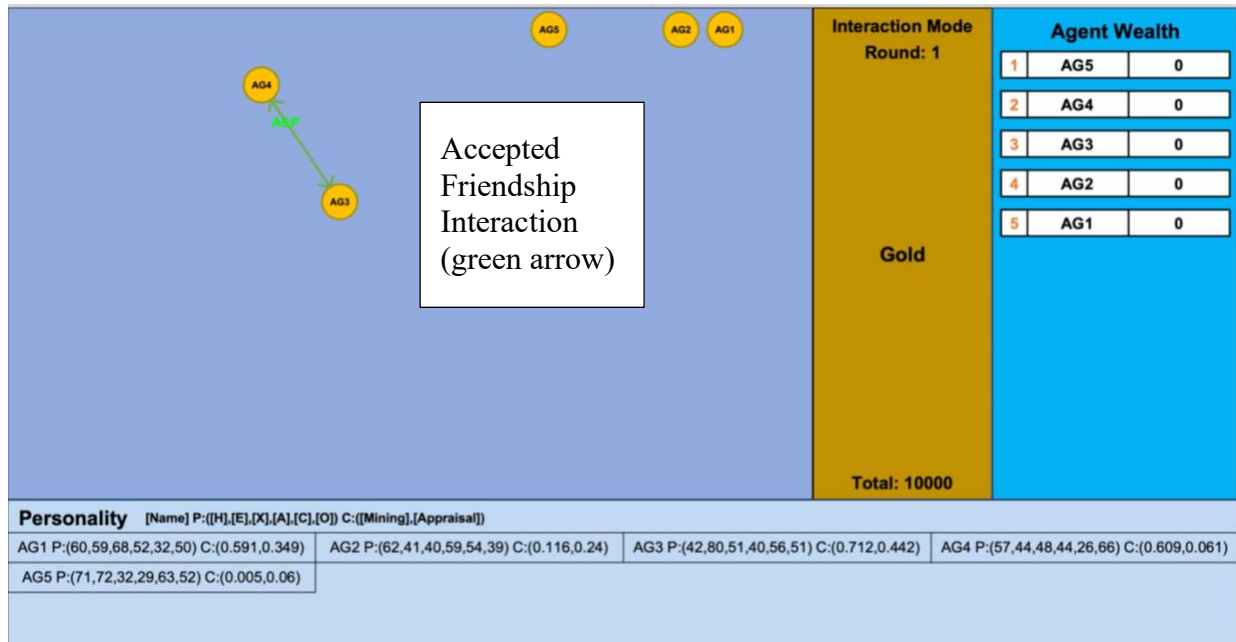 AG5
AG2
AG1
AG4
AG3
Accepted
Friendship
Interaction
(green arrow)
Interaction Mode
Round: 1
Gold
Total: 10000
Agent Wealth
1 AG5 0
2 AG4 0
3 AG3 0
4 AG2 0
5 AG1 0
Personality [Name] P:([H],[E],[X],[A],[C],[O]) C:([Mining],[Appraisal])
AG1 P:(60,59,68,52,32,50) C:(0.591,0.349) AG2 P:(62,41,40,59,54,39) C:(0.116,0.24) AG3 P:(42,80,51,40,56,51) C:(0.712,0.442) AG4 P:(57,44,48,44,26,66) C:(0.609,0.061)
AG5 P:(71,72,32,29,63,52) C:(0.005,0.06)